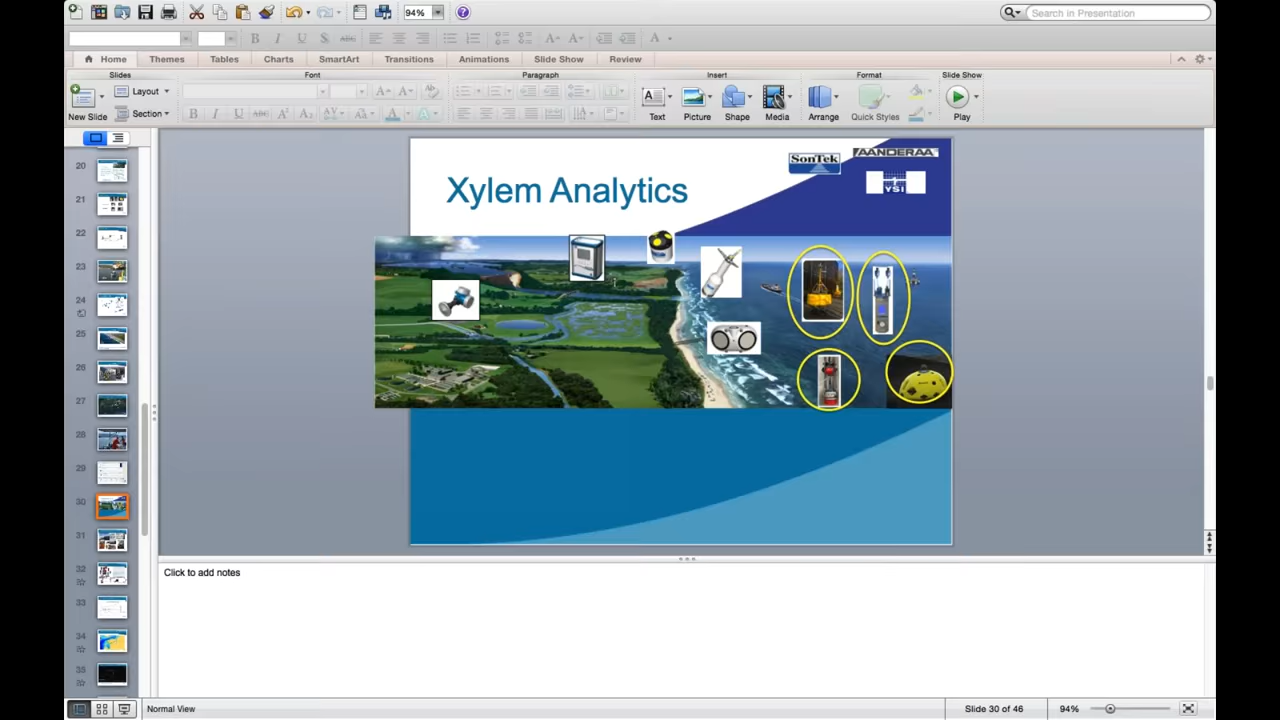 94%
Search in Presentation
Home
Themes
Tables
Charts
SmartArt
Transitions
Animations
Slide Show
Review
Slides
Font
Paragraph
Insert
Format
Slide Show
New Slide
Layout
Section
Text
Picture
Shape
Media
Arrange
Quick Styles
Play
20
21
22
23
24
25
26
27
28
29
30
31
32
33
34
35
SonTek
AANDERAA
YSI
Xylem Analytics
Click to add notes
Normal View
Slide 30 of 46
94%